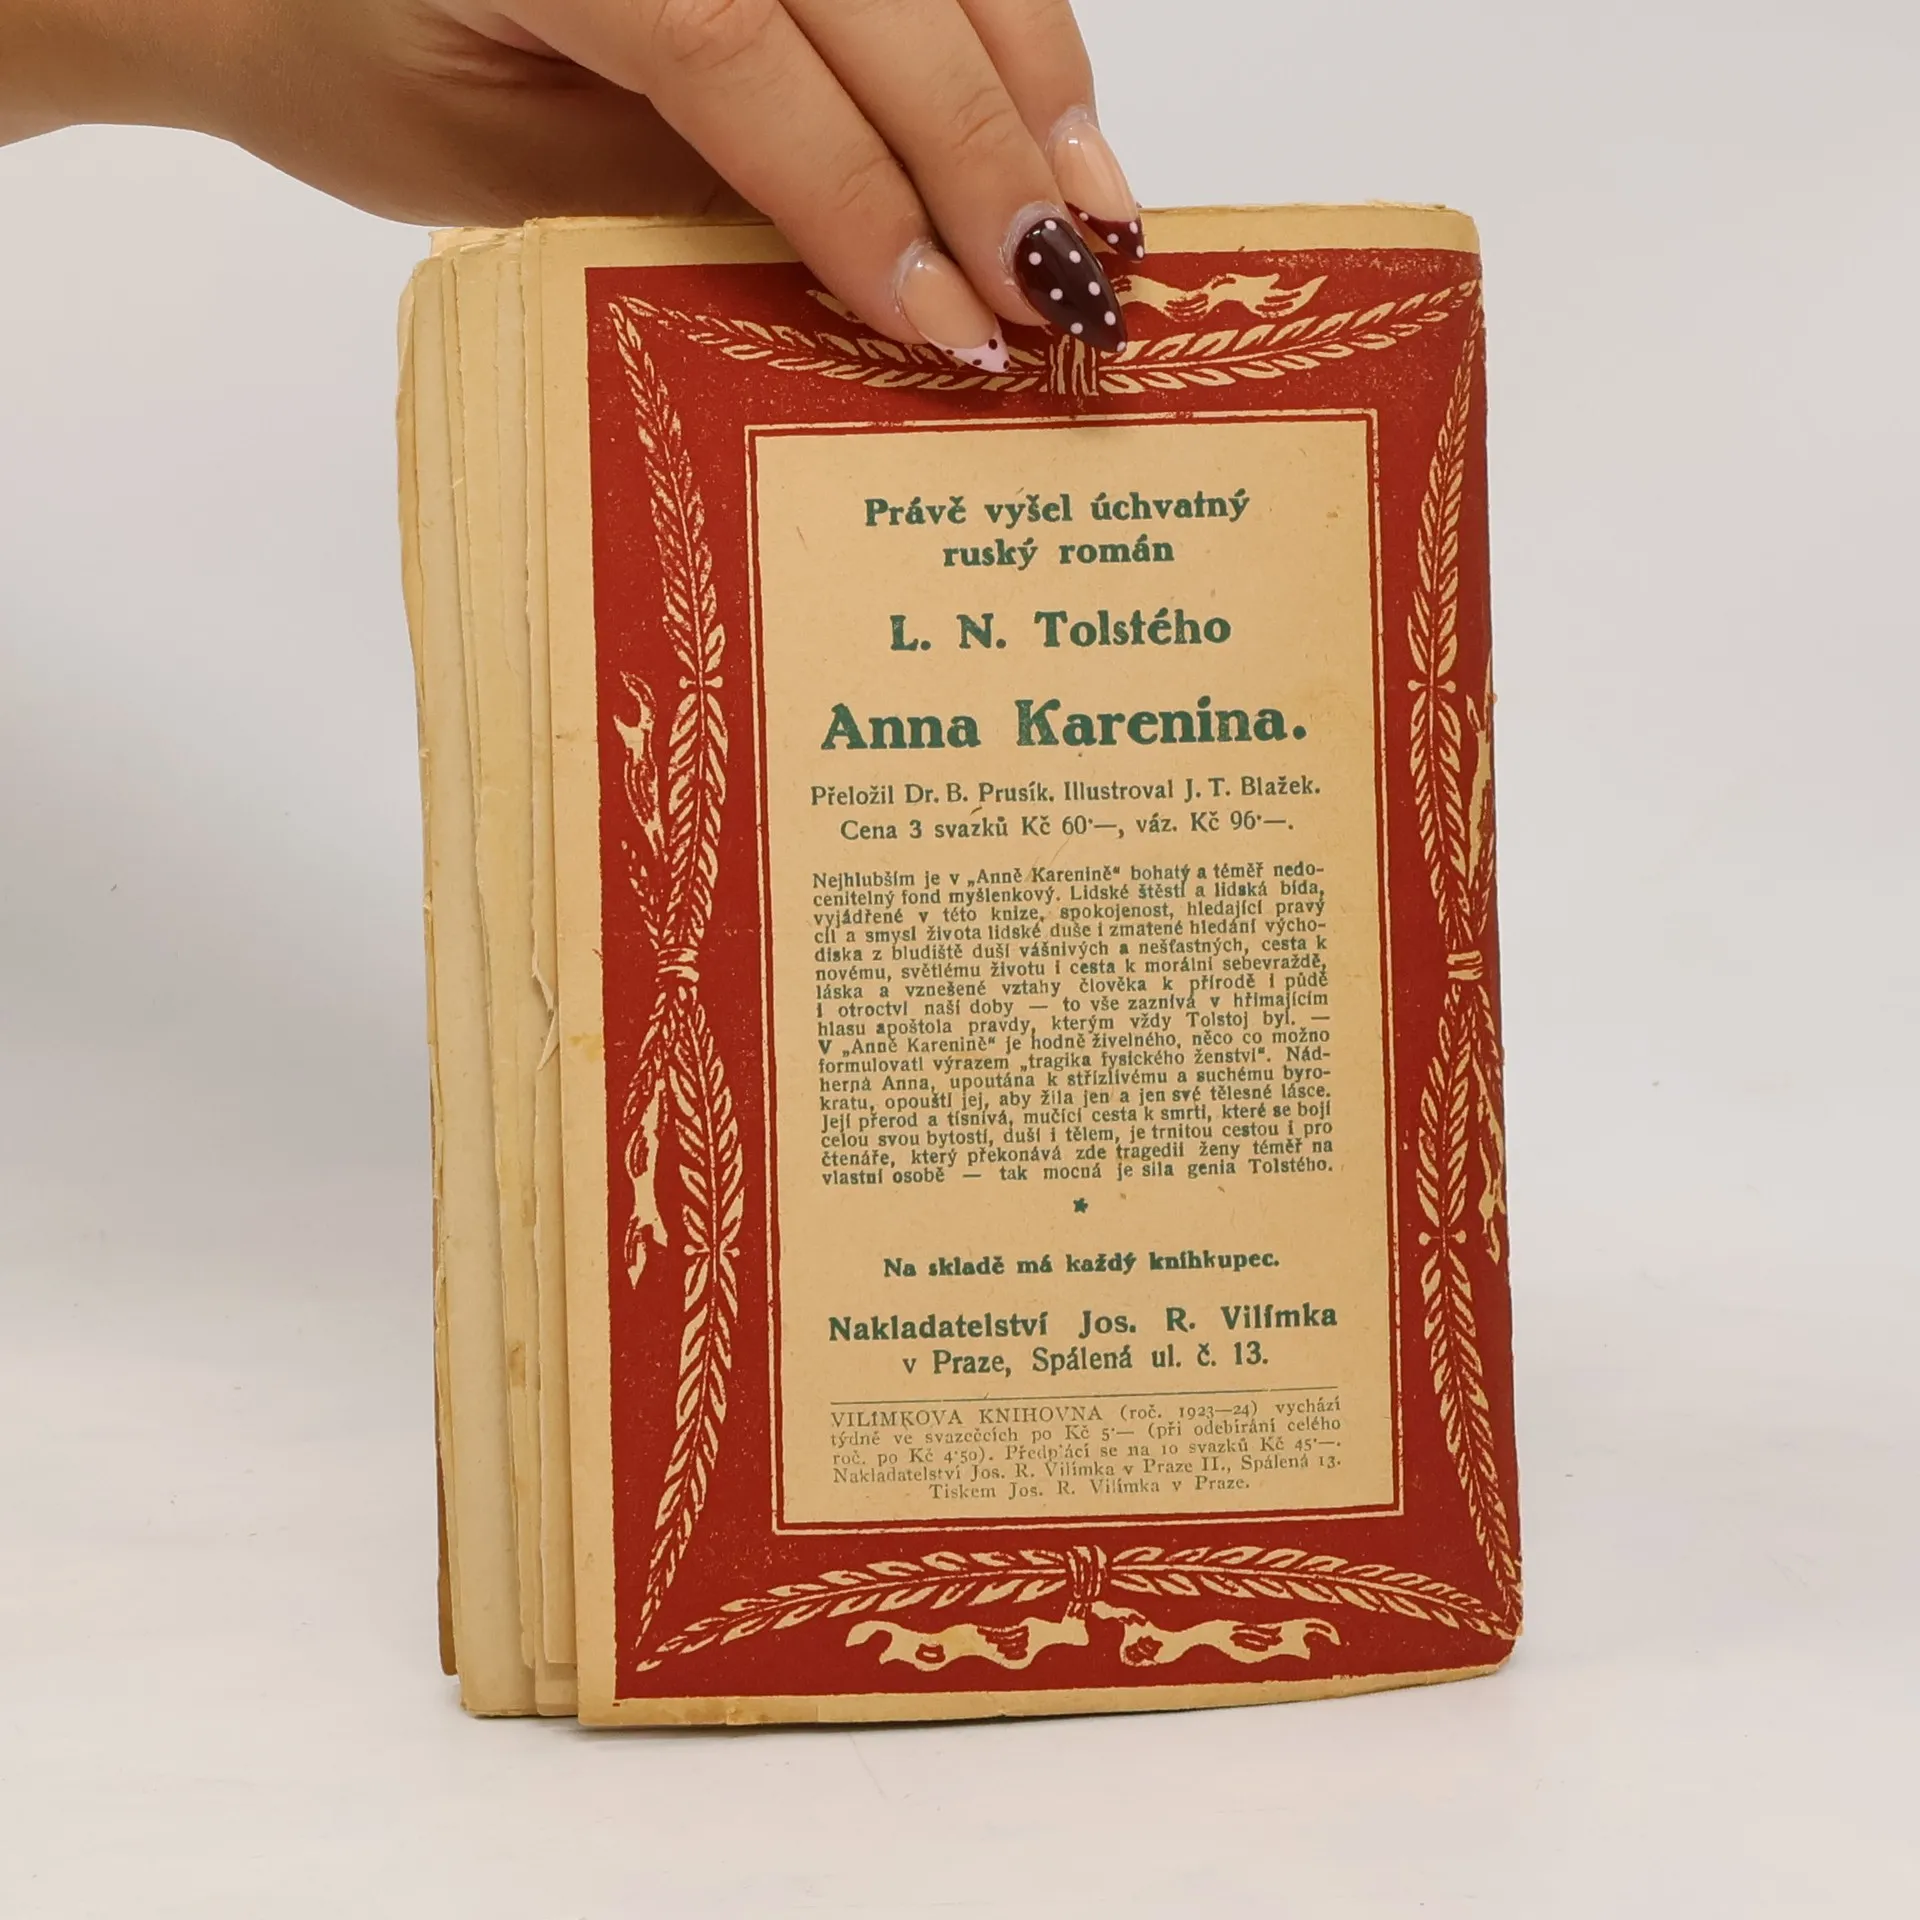 Právě vyšel úchvatný
ruský román
L. N. Tolstého
Anna Karenina.
Přeložil Dr. B. Prusík. Illustroval J. T. Blažek.
Cena 3 svazků Kč 60·—, váz. Kč 96·—.
Nejhlubším je v „Anně Karenině“ bohatý a téměř nedo-
cenitelný fond myšlenkový. Lidské štěstí a lidská bída,
vyjádřené v této knize, spokojenost, hledající pravý
cíl a smysl života lidské duše i zmatené hledání výcho-
diska z bludiště duší vášnivých a nešťastných, cesta k
novému, světlému životu i cesta k morální sebevraždě,
láska a vznešené vztahy člověka k přírodě i půdě
i otroctví naší doby — to vše zaznívá v hřímajícím
hlasu apoštola pravdy, kterým vždy Tolstoj byl. —
V „Anně Karenině“ je hodně živelného, něco co možno
formulovati výrazem „tragika fysického ženství“. Nád-
herná Anna, upoutána k střízlivému a suchému byro-
kratu, opouští jej, aby žila jen a jen své tělesné lásce.
Její přerod a tísnivá, mučící cesta k smrti, které se bojí
celou svou bytostí, duší i tělem, je trnitou cestou i pro
čtenáře, který překonává zde tragedii ženy téměř na
vlastní osobě — tak mocná je síla genia Tolstého.
*
Na skladě má každý knihkupec.
Nakladatelství Jos. R. Vilímka
v Praze, Spálená ul. č. 13.
VILÍMKOVA KNIHOVNA (roč. 1923—24) vychází
týdně ve svazečcích po Kč 5·— (při odebírání celého
roč. po Kč 4·50). Předplácí se na 10 svazků Kč 45·—.
Nakladatelství Jos. R. Vilímka v Praze II., Spálená 13.
Tiskem Jos. R. Vilímka v Praze.